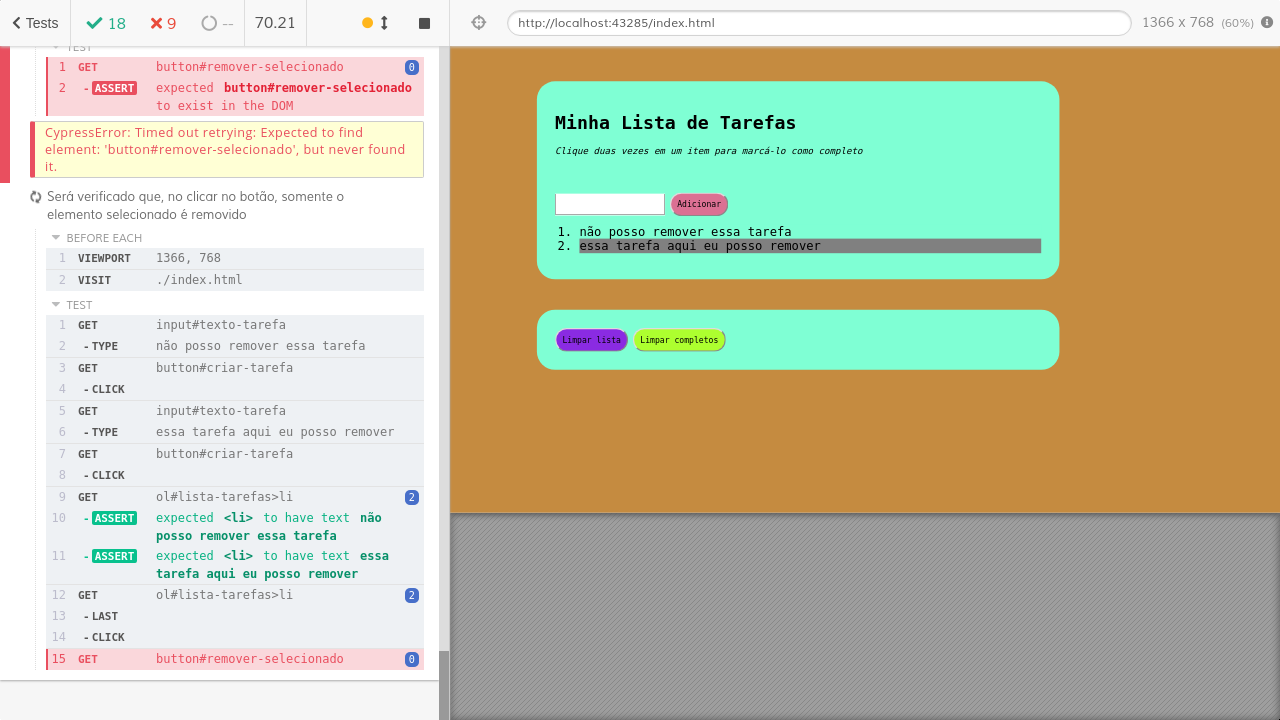 Tests 18 9 -- 70.21
http://localhost:43285/index.html 1366 x 768 (60%)
TEST
1 GET button#remover-selecionado 0
2 - ASSERT expected button#remover-selecionado
to exist in the DOM
CypressError: Timed out retrying: Expected to find
element: 'button#remover-selecionado', but never found
it.
Será verificado que, no clicar no botão, somente o
elemento selecionado é removido
BEFORE EACH
1 VIEWPORT 1366, 768
2 VISIT ./index.html
TEST
1 GET input#texto-tarefa
2 - TYPE não posso remover essa tarefa
3 GET button#criar-tarefa
4 - CLICK
5 GET input#texto-tarefa
6 - TYPE essa tarefa aqui eu posso remover
7 GET button#criar-tarefa
8 - CLICK
9 GET ol#lista-tarefas>li 2
10 - ASSERT expected <li> to have text não
posso remover essa tarefa
11 - ASSERT expected <li> to have text essa
tarefa aqui eu posso remover
12 GET ol#lista-tarefas>li 2
13 - LAST
14 - CLICK
15 GET button#remover-selecionado 0
Minha Lista de Tarefas
Clique duas vezes em um item para marcá-lo como completo
Adicionar
1. não posso remover essa tarefa
2. essa tarefa aqui eu posso remover
Limpar lista Limpar completos